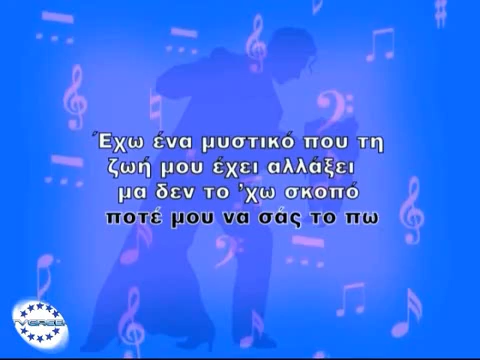 Έχω ένα μυστικό που τη
ζωή μου έχει αλλάξει
μα δεν το ’χω σκοπό
ποτέ μου να σάς το πω